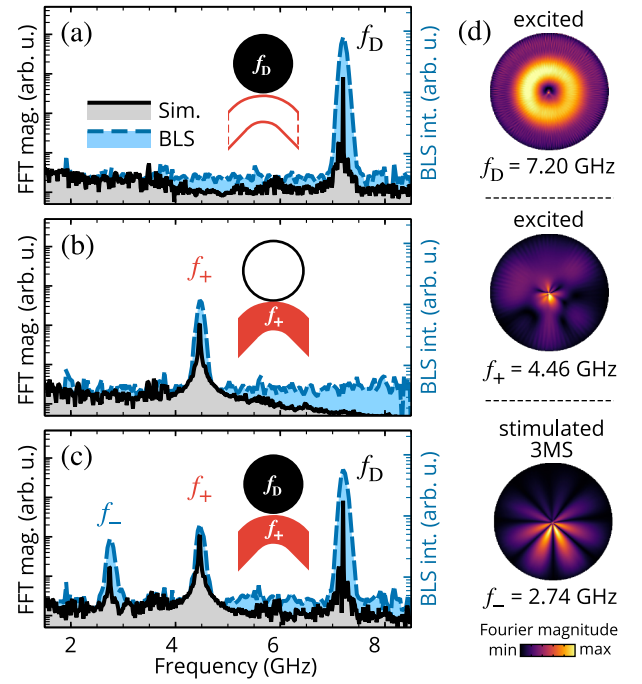 (a)
f_D
f_D
Sim.
BLS
FFT mag. (arb. u.)
BLS int. (arb. u.)
(b)
f_+
f_+
FFT mag. (arb. u.)
BLS int. (arb. u.)
(c)
f_D
f_D
f_+
f_+
f_−
FFT mag. (arb. u.)
BLS int. (arb. u.)
2 4 6 8
Frequency (GHz)
(d)
excited
f_D = 7.20 GHz
excited
f_+ = 4.46 GHz
stimulated
3MS
f_− = 2.74 GHz
Fourier magnitude
min max